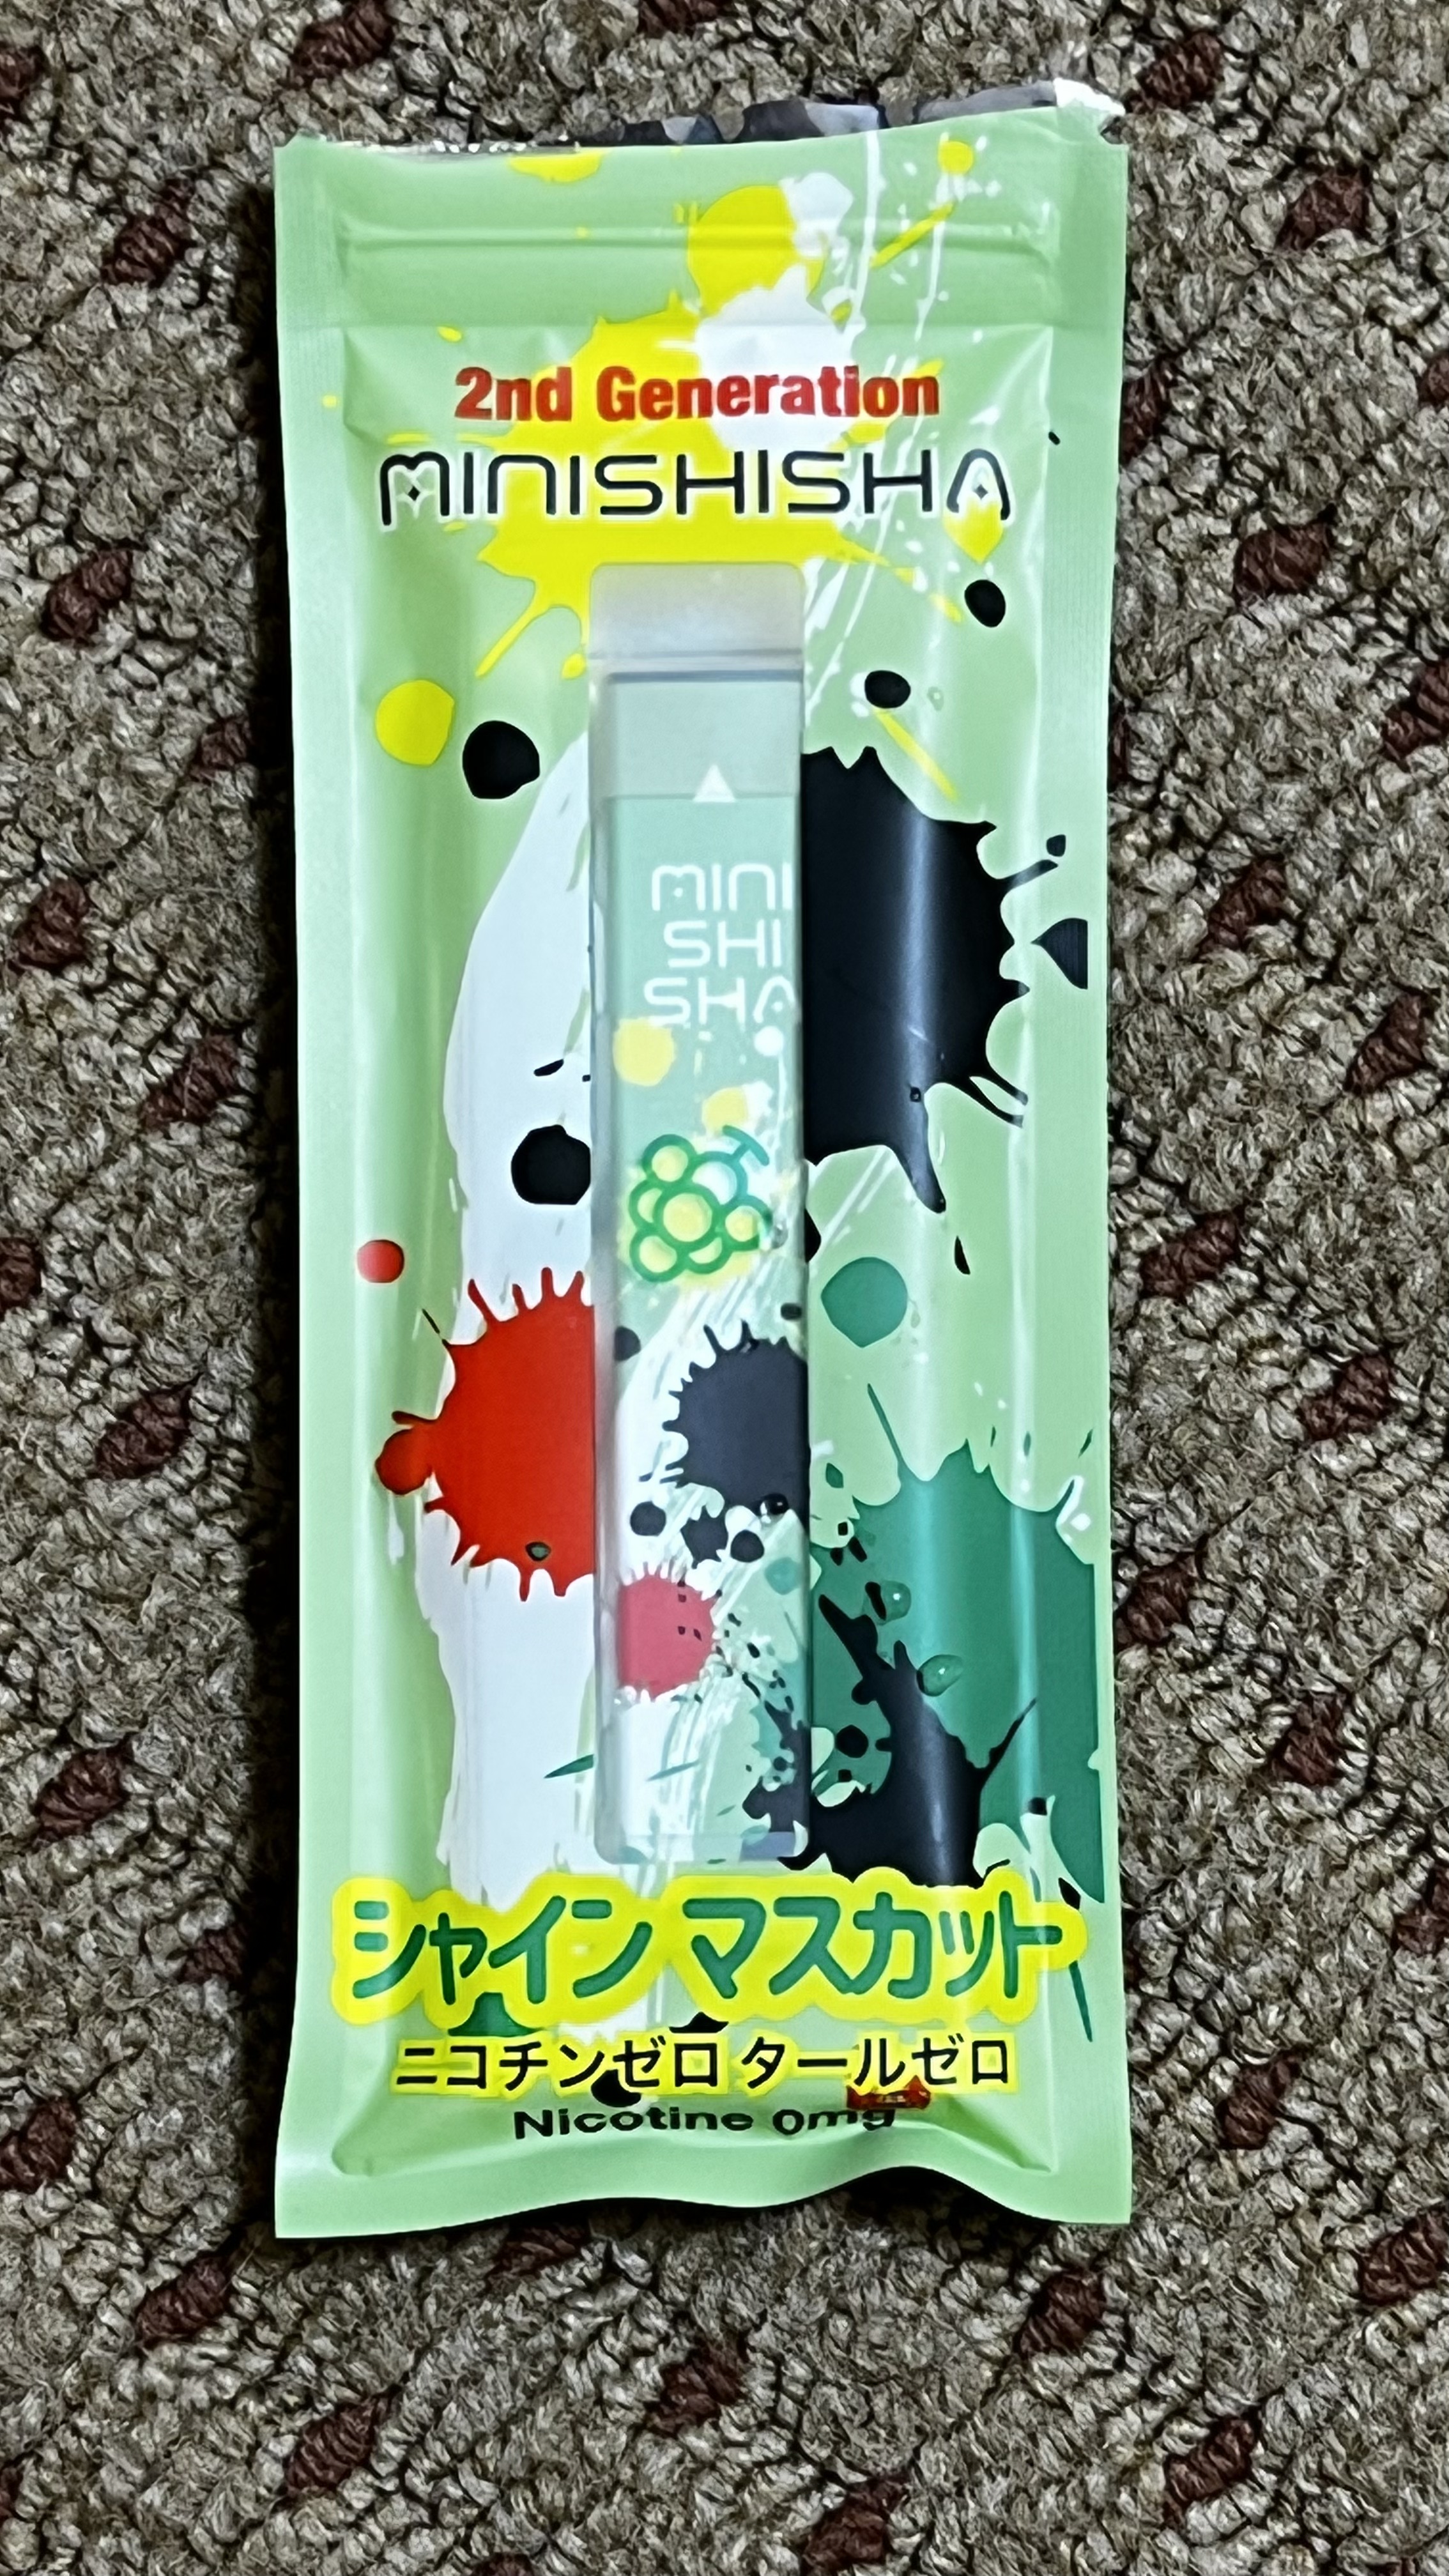 2nd Generation
MINISHISHA
MINI
SHI
SHA
シャイン マスカット
ニコチンゼロ タールゼロ
Nicotine 0mg